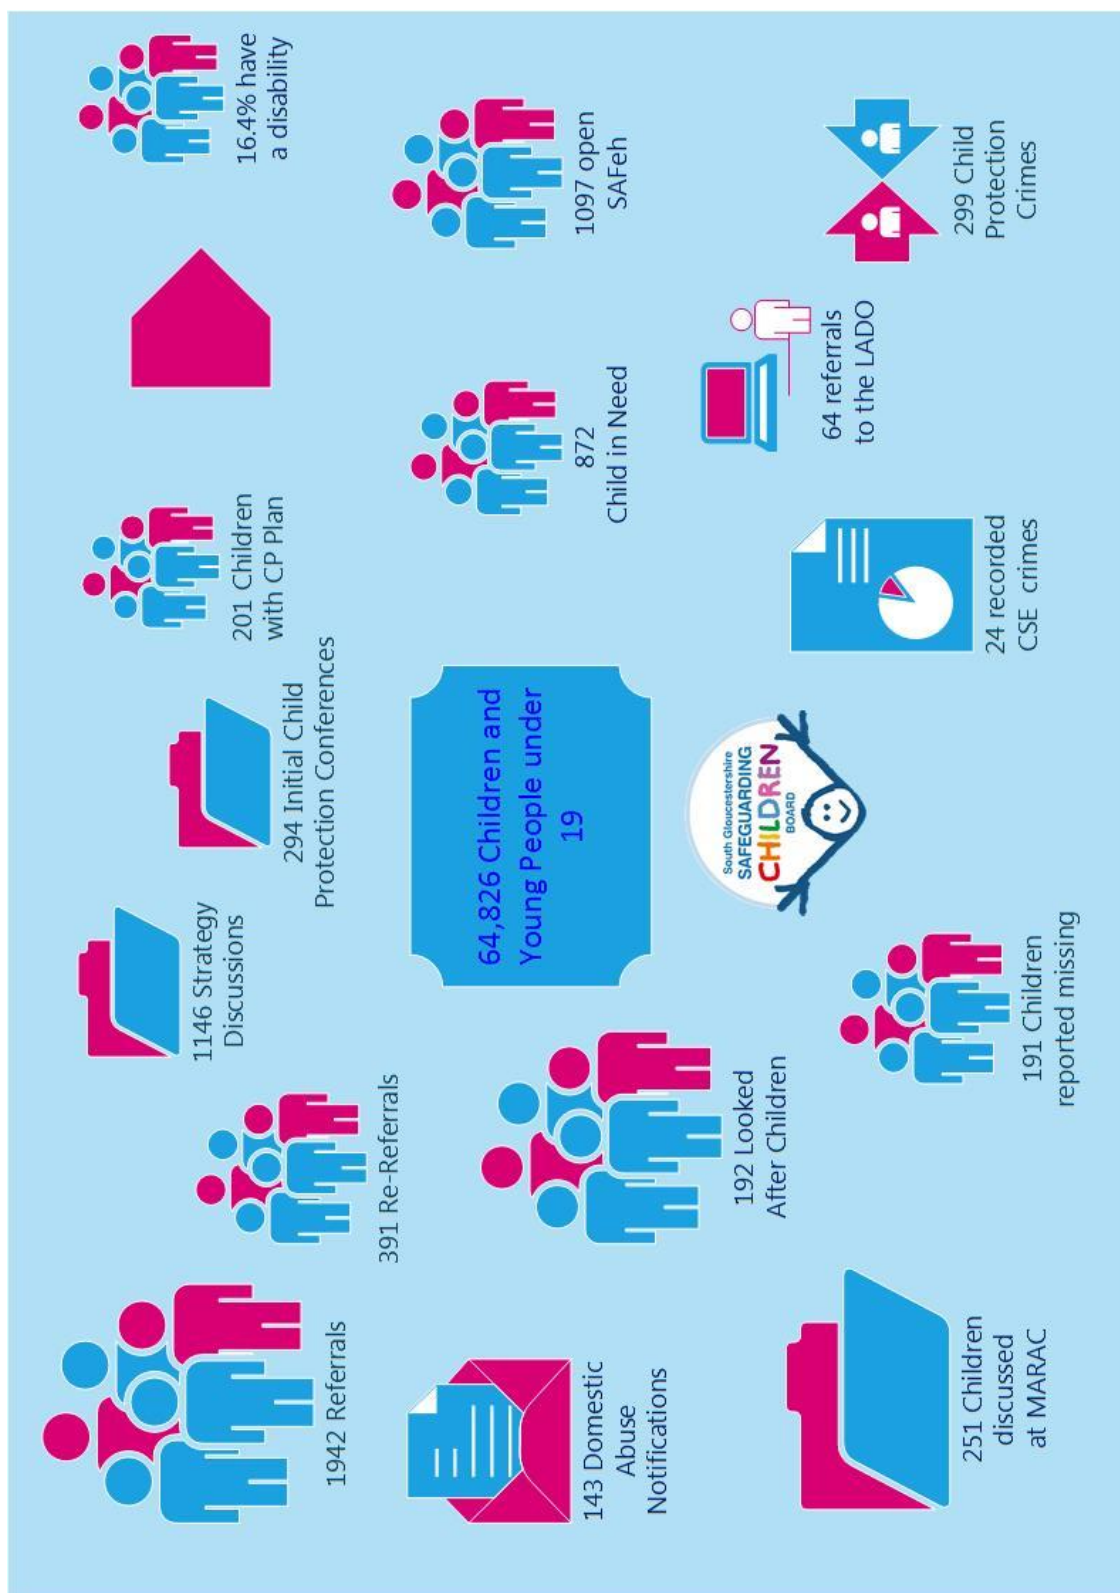 1942 Referrals
391 Re-Referrals
1146 Strategy
Discussions
294 Initial Child
Protection Conferences
201 Children
with CP Plan
16.4% have
a disability
143 Domestic
Abuse
Notifications
192 Looked
After Children
64,826 Children and
Young People under
19
872
Child in Need
1097 open
SAFeh
251 Children
discussed
at MARAC
191 Children
reported missing
South Gloucestershire
SAFEGUARDING
CHILDREN
BOARD
24 recorded
CSE crimes
64 referrals
to the LADO
299 Child
Protection
Crimes